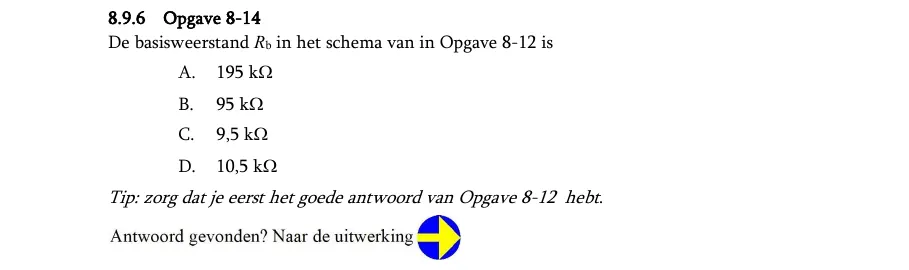 8.9.6 Opgave 8-14
De basisweerstand Rb in het schema van in Opgave 8-12 is
A. 195 kΩ
B. 95 kΩ
C. 9,5 kΩ
D. 10,5 kΩ
Tip: zorg dat je eerst het goede antwoord van Opgave 8-12 hebt.
Antwoord gevonden? Naar de uitwerking